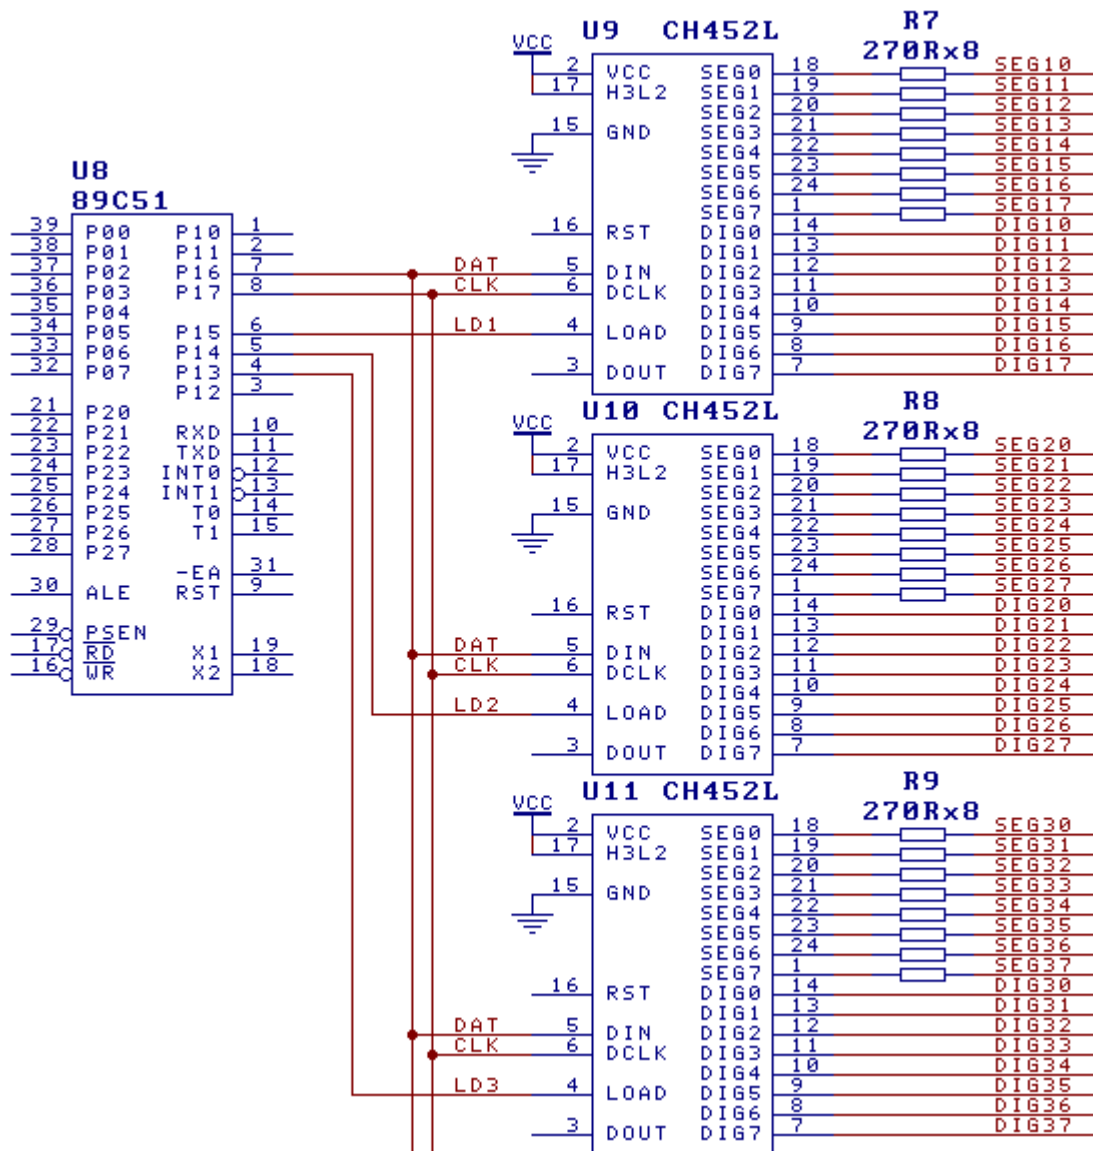 U8
89C51
39 P00 P10 1
38 P01 P11 2
37 P02 P16 7
36 P03 P17 8
35 P04
34 P05 P15 6
33 P06 P14 5
32 P07 P13 4
P12 3
21 P20
22 P21 RXD 10
23 P22 TXD 11
24 P23 INT0 12
25 P24 INT1 13
26 P25 T0 14
27 P26 T1 15
28 P27
-EA 31
30 ALE RST 9
29 PSEN
17 RD X1 19
16 WR X2 18
U9 CH452L
R7
270Rx8
VCC
2 VCC SEG0 18 SEG10
17 H3L2 SEG1 19 SEG11
SEG2 20 SEG12
15 GND SEG3 21 SEG13
SEG4 22 SEG14
SEG5 23 SEG15
SEG6 24 SEG16
SEG7 1 SEG17
16 RST DIG0 14 DIG10
DIG1 13 DIG11
DAT 5 DIN DIG2 12 DIG12
CLK 6 DCLK DIG3 11 DIG13
DIG4 10 DIG14
LD1 4 LOAD DIG5 9 DIG15
DIG6 8 DIG16
3 DOUT DIG7 7 DIG17
U10 CH452L
R8
270Rx8
VCC
2 VCC SEG0 18 SEG20
17 H3L2 SEG1 19 SEG21
SEG2 20 SEG22
15 GND SEG3 21 SEG23
SEG4 22 SEG24
SEG5 23 SEG25
SEG6 24 SEG26
SEG7 1 SEG27
16 RST DIG0 14 DIG20
DIG1 13 DIG21
DAT 5 DIN DIG2 12 DIG22
CLK 6 DCLK DIG3 11 DIG23
DIG4 10 DIG24
LD2 4 LOAD DIG5 9 DIG25
DIG6 8 DIG26
3 DOUT DIG7 7 DIG27
U11 CH452L
R9
270Rx8
VCC
2 VCC SEG0 18 SEG30
17 H3L2 SEG1 19 SEG31
SEG2 20 SEG32
15 GND SEG3 21 SEG33
SEG4 22 SEG34
SEG5 23 SEG35
SEG6 24 SEG36
SEG7 1 SEG37
16 RST DIG0 14 DIG30
DIG1 13 DIG31
DAT 5 DIN DIG2 12 DIG32
CLK 6 DCLK DIG3 11 DIG33
DIG4 10 DIG34
LD3 4 LOAD DIG5 9 DIG35
DIG6 8 DIG36
3 DOUT DIG7 7 DIG37